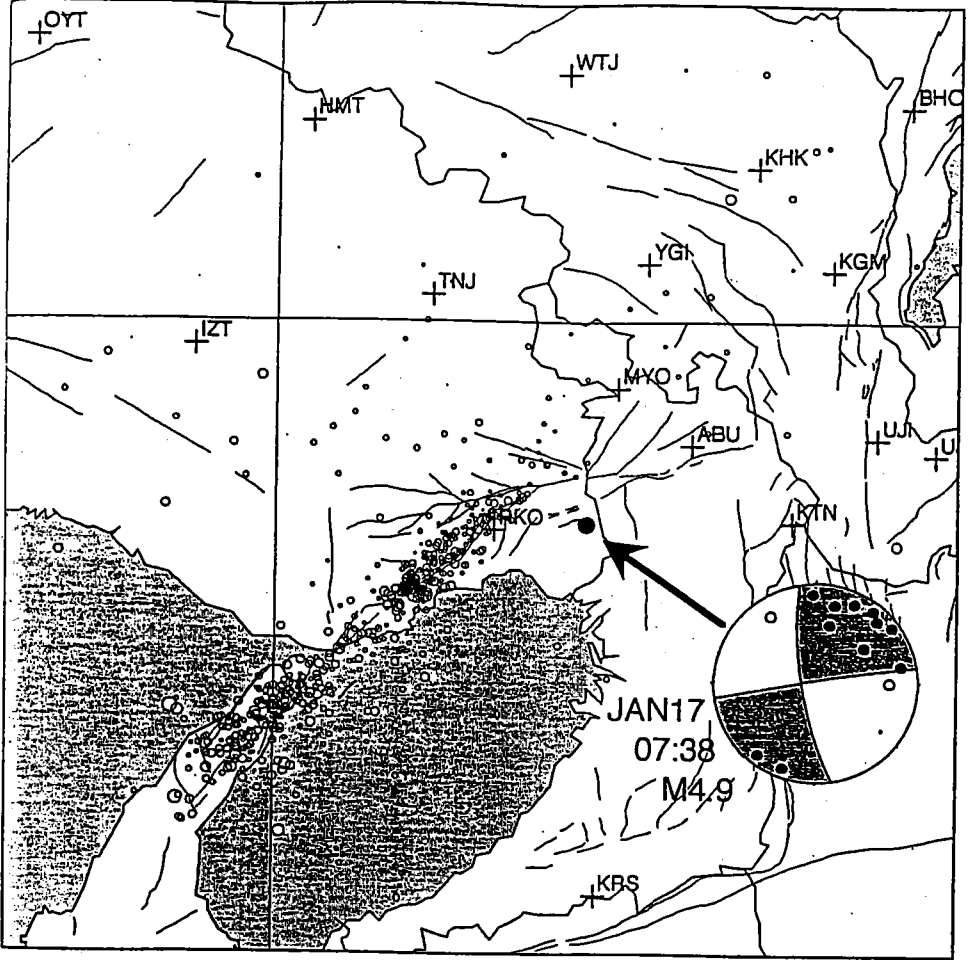 OYT
WTJ
HMT
BHO
KHK
YGI
KGM
TNJ
IZT
MYO
ABU
UJI
U
RKO
KTN
JAN17
07:38
M4.9
KRS